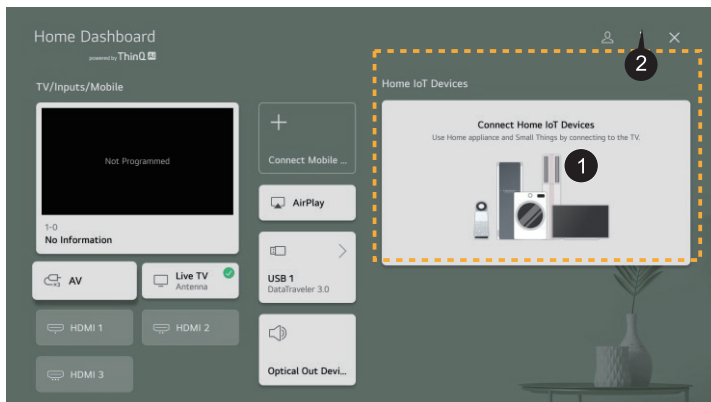 Home Dashboard
powered by ThinQ AI
TV/Inputs/Mobile
Not Programmed
1-0
No Information
AV
Live TV
Antenna
HDMI 1
HDMI 2
HDMI 3
Connect Mobile ...
AirPlay
USB 1
DataTraveler 3.0
Optical Out Devi...
2
Home IoT Devices
Connect Home IoT Devices
Use Home appliance and Small Things by connecting to the TV.
1